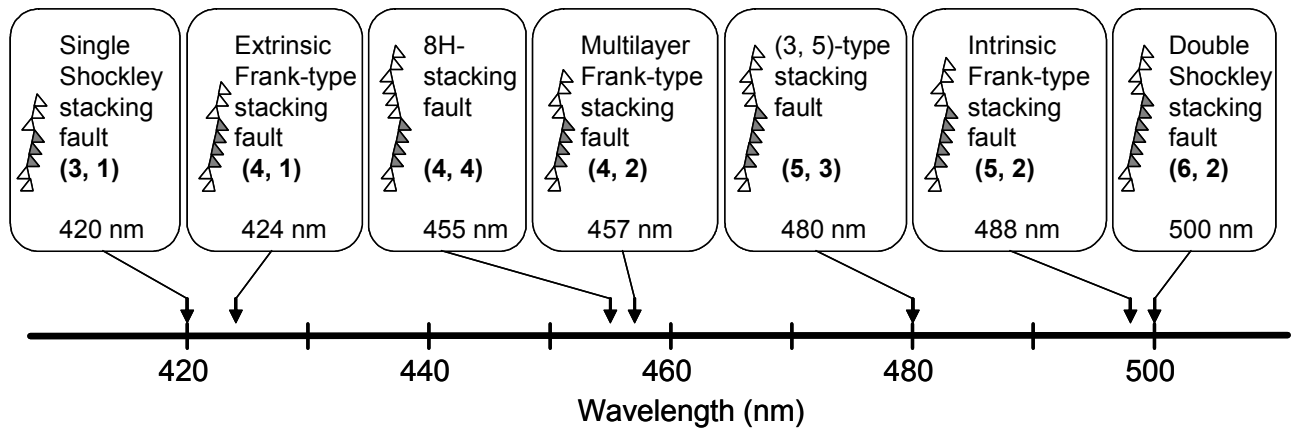 Single
Shockley
stacking
fault
(3, 1)
420 nm
Extrinsic
Frank-type
stacking
fault
(4, 1)
424 nm
8H-
stacking
fault
(4, 4)
455 nm
Multilayer
Frank-type
stacking
fault
(4, 2)
457 nm
(3, 5)-type
stacking
fault
(5, 3)
480 nm
Intrinsic
Frank-type
stacking
fault
(5, 2)
488 nm
Double
Shockley
stacking
fault
(6, 2)
500 nm
420 440 460 480 500
Wavelength (nm)